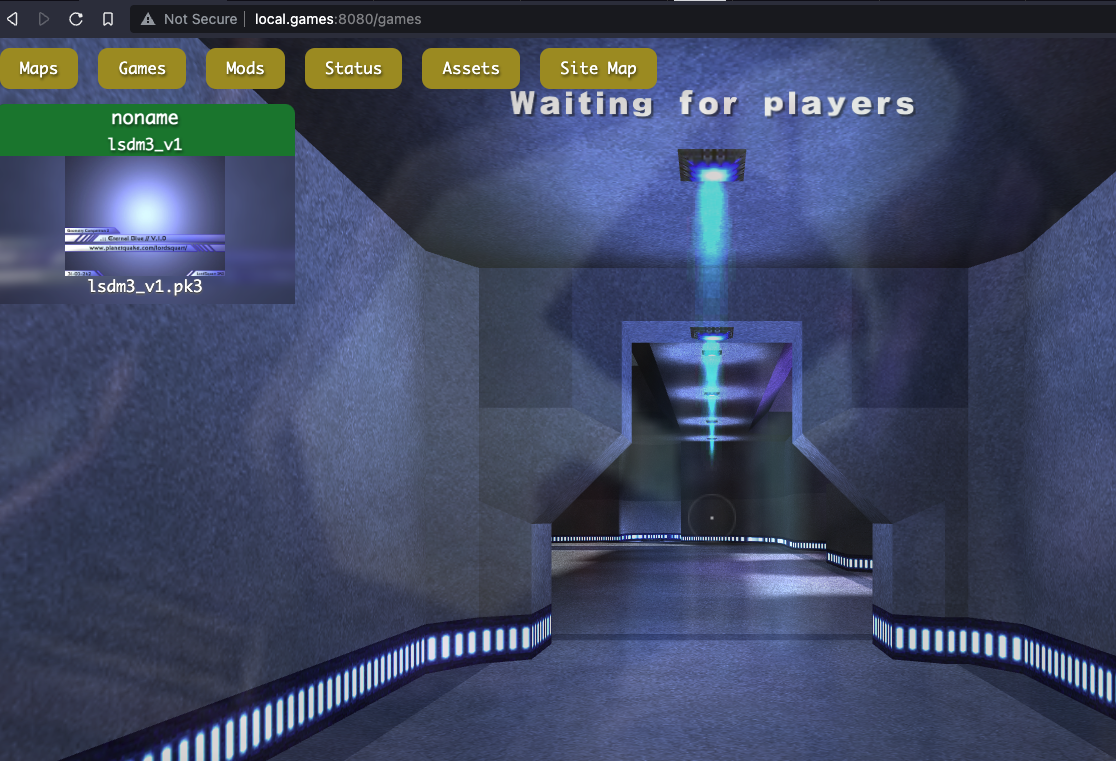 Not Secure
local.games:8080/games
Maps
Games
Mods
Status
Assets
Site Map
Waiting for players
noname
lsdm3_v1
Eternal Blue // V.1.0
www.planetquake.com/lordsquart/
lsdm3_v1.pk3